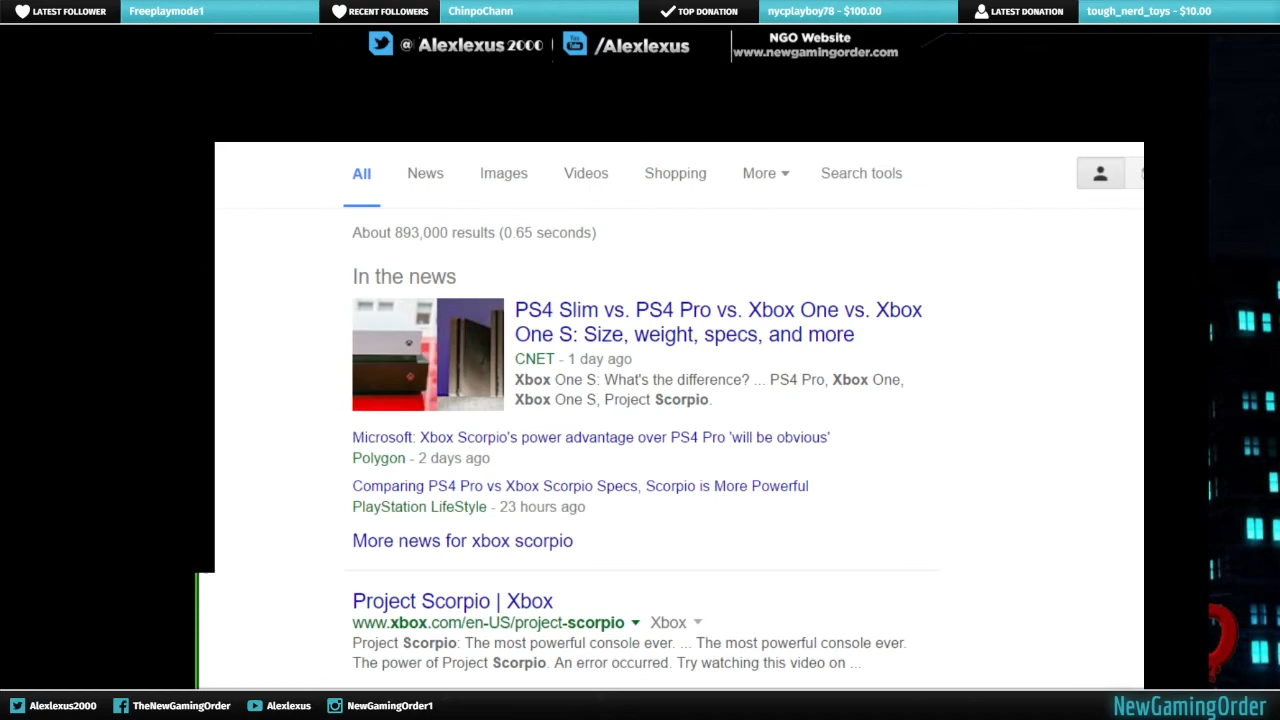 LATEST FOLLOWER
Freeplaymode1
RECENT FOLLOWERS
ChinpoChann
TOP DONATION
nycplayboy78 - $100.00
LATEST DONATION
tough_nerd_toys - $10.00
@ Alexlexus2000
You Tube
/Alexlexus
NGO Website
www.newgamingorder.com
All
News
Images
Videos
Shopping
More
Search tools
About 893,000 results (0.65 seconds)
In the news
PS4 Slim vs. PS4 Pro vs. Xbox One vs. Xbox
One S: Size, weight, specs, and more
CNET - 1 day ago
Xbox One S: What's the difference? ... PS4 Pro, Xbox One,
Xbox One S, Project Scorpio.
Microsoft: Xbox Scorpio's power advantage over PS4 Pro 'will be obvious'
Polygon - 2 days ago
Comparing PS4 Pro vs Xbox Scorpio Specs, Scorpio is More Powerful
PlayStation LifeStyle - 23 hours ago
More news for xbox scorpio
Project Scorpio | Xbox
www.xbox.com/en-US/project-scorpio
Xbox
Project Scorpio: The most powerful console ever. ... The most powerful console ever.
The power of Project Scorpio. An error occurred. Try watching this video on ...
Alexlexus2000
TheNewGamingOrder
Alexlexus
NewGamingOrder1
NewGamingOrder